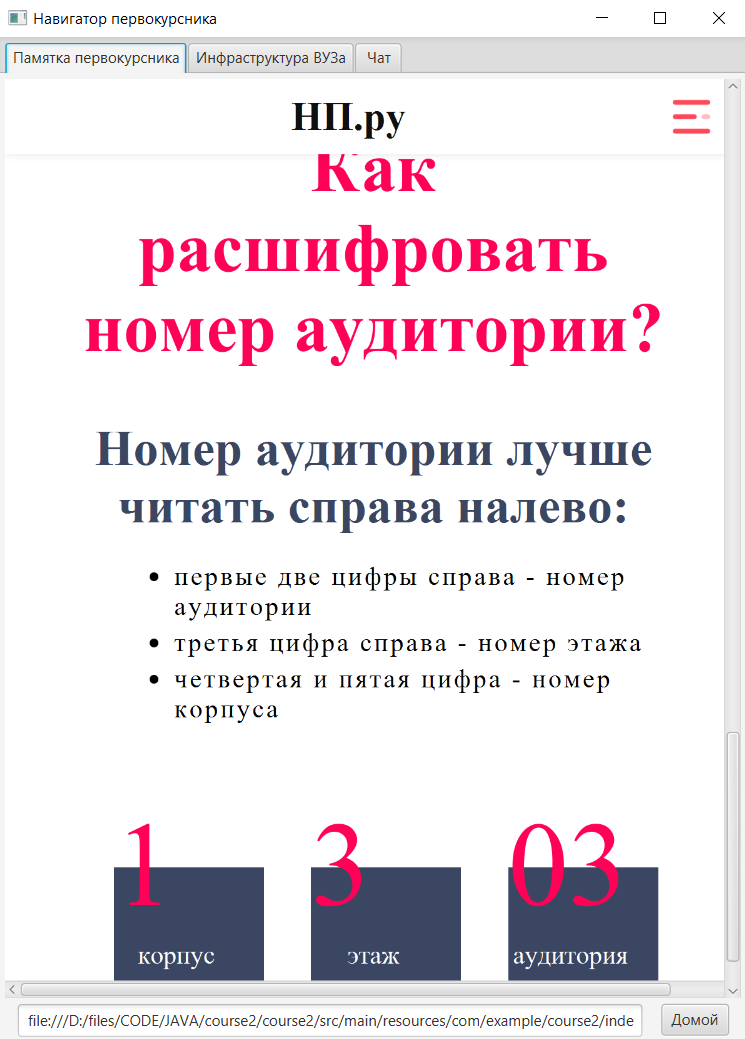 Навигатор первокурсника
Памятка первокурсника Инфраструктура ВУЗа Чат
НП.ру
Как
расшифровать
номер аудитории?
Номер аудитории лучше
читать справа налево:
первые две цифры справа - номер
аудитории
третья цифра справа - номер этажа
четвертая и пятая цифра - номер
корпуса
1 3 03
корпус этаж аудитория
file:///D:/files/CODE/JAVA/course2/course2/src/main/resources/com/example/course2/inde Домой